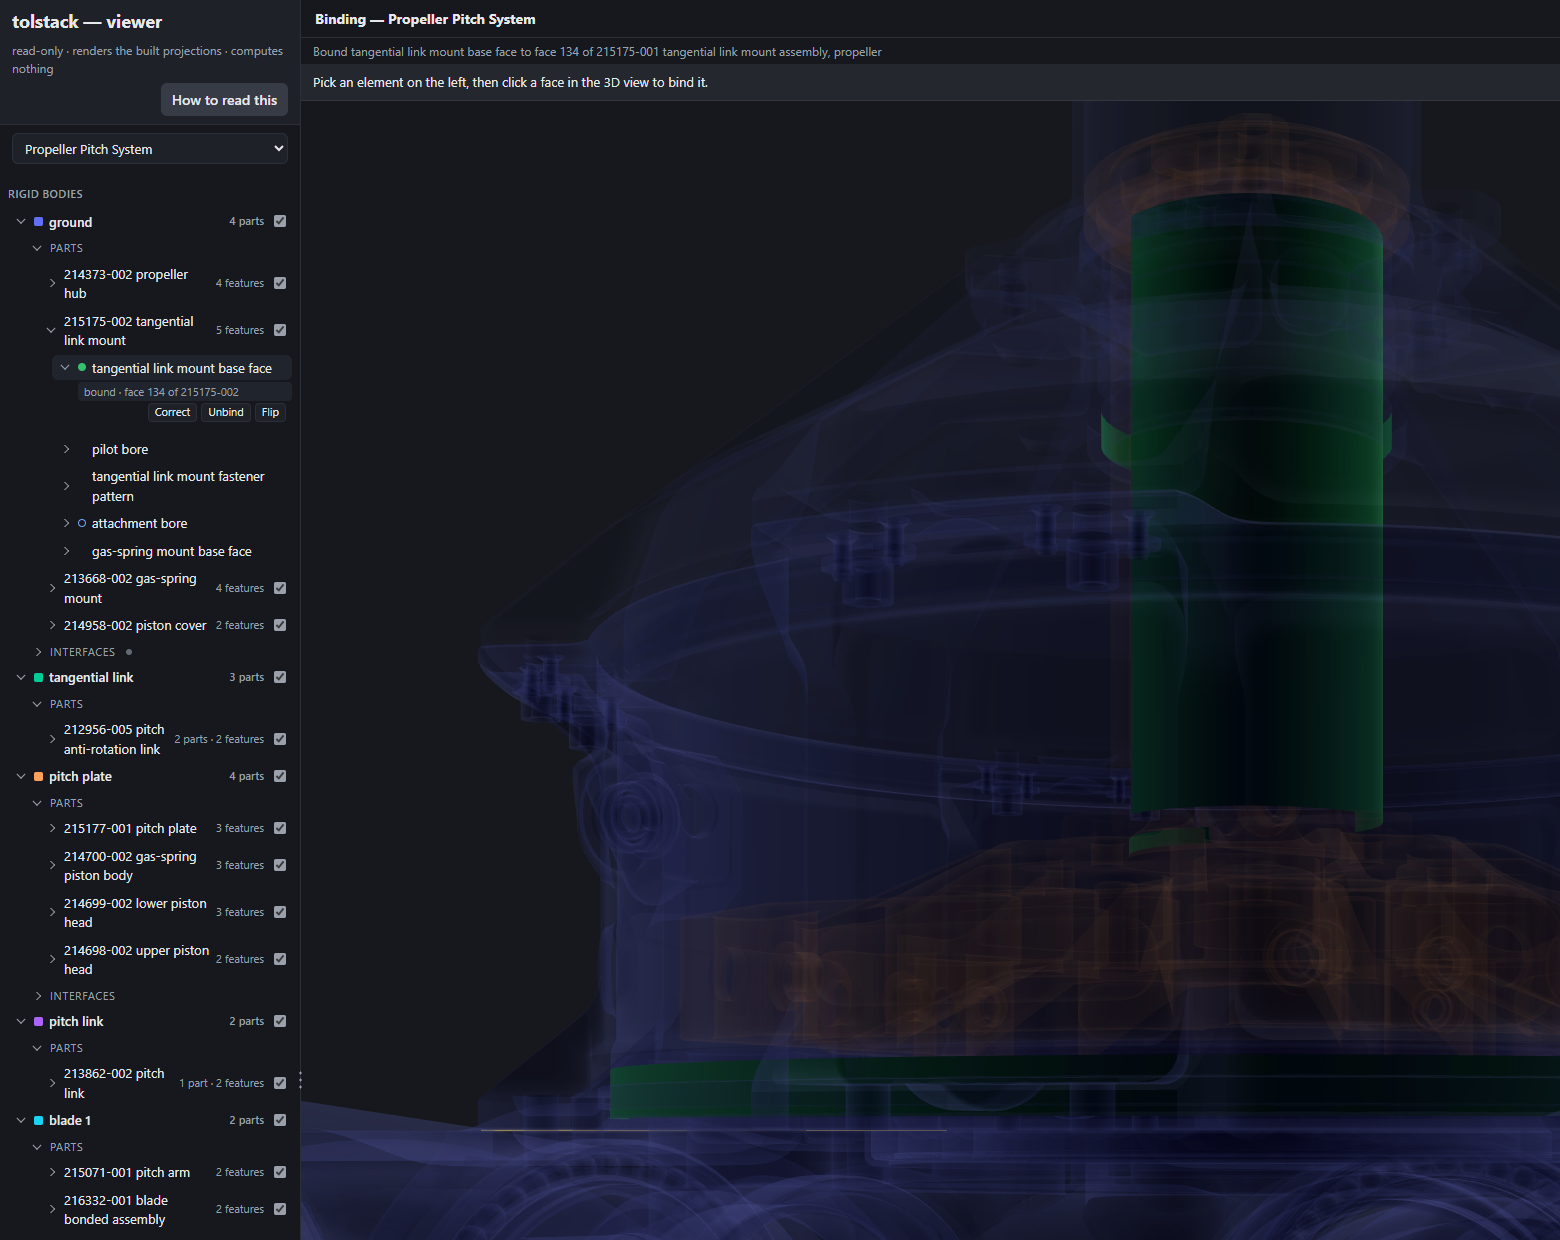 tolstack — viewer
read-only · renders the built projections · computes
nothing
How to read this
Propeller Pitch System
RIGID BODIES
ground 4 parts
PARTS
214373-002 propeller
hub 4 features
215175-002 tangential
link mount 5 features
tangential link mount base face
bound · face 134 of 215175-002
Correct Unbind Flip
pilot bore
tangential link mount fastener
pattern
attachment bore
gas-spring mount base face
213668-002 gas-spring
mount 4 features
214958-002 piston cover 2 features
INTERFACES
tangential link 3 parts
PARTS
212956-005 pitch
anti-rotation link 2 parts · 2 features
pitch plate 4 parts
PARTS
215177-001 pitch plate 3 features
214700-002 gas-spring
piston body 3 features
214699-002 lower piston
head 3 features
214698-002 upper piston
head 2 features
INTERFACES
pitch link 2 parts
PARTS
213862-002 pitch
link 1 part · 2 features
blade 1 2 parts
PARTS
215071-001 pitch arm 2 features
216332-001 blade
bonded assembly 2 features
Binding — Propeller Pitch System
Bound tangential link mount base face to face 134 of 215175-001 tangential link mount assembly, propeller
Pick an element on the left, then click a face in the 3D view to bind it.